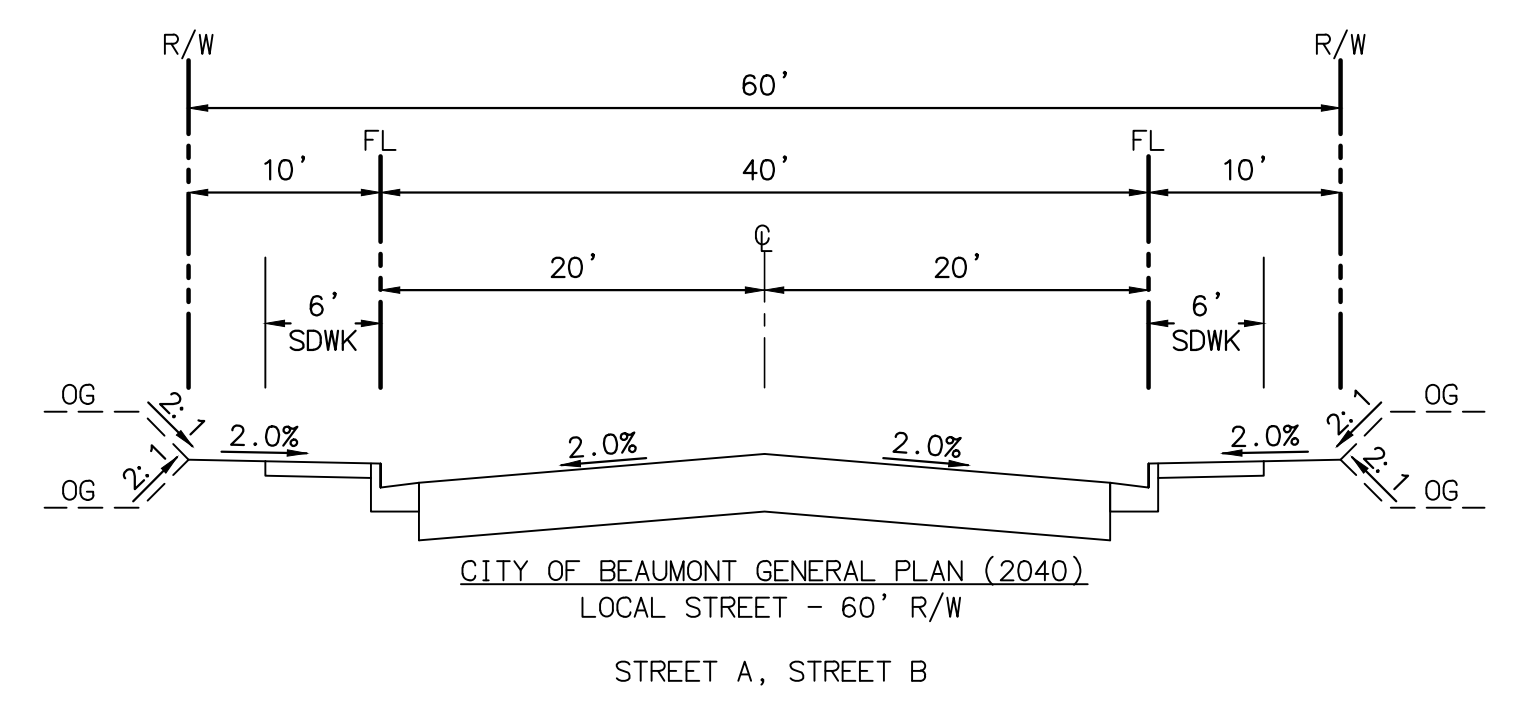 R/W R/W
60'
FL FL
10' 40' 10'
℄
20' 20'
6' 6'
SDWK SDWK
OG 2:1 2:1 OG
2.0% 2.0% 2.0% 2.0%
OG 2:1 2:1 OG
CITY OF BEAUMONT GENERAL PLAN (2040)
LOCAL STREET - 60' R/W
STREET A, STREET B